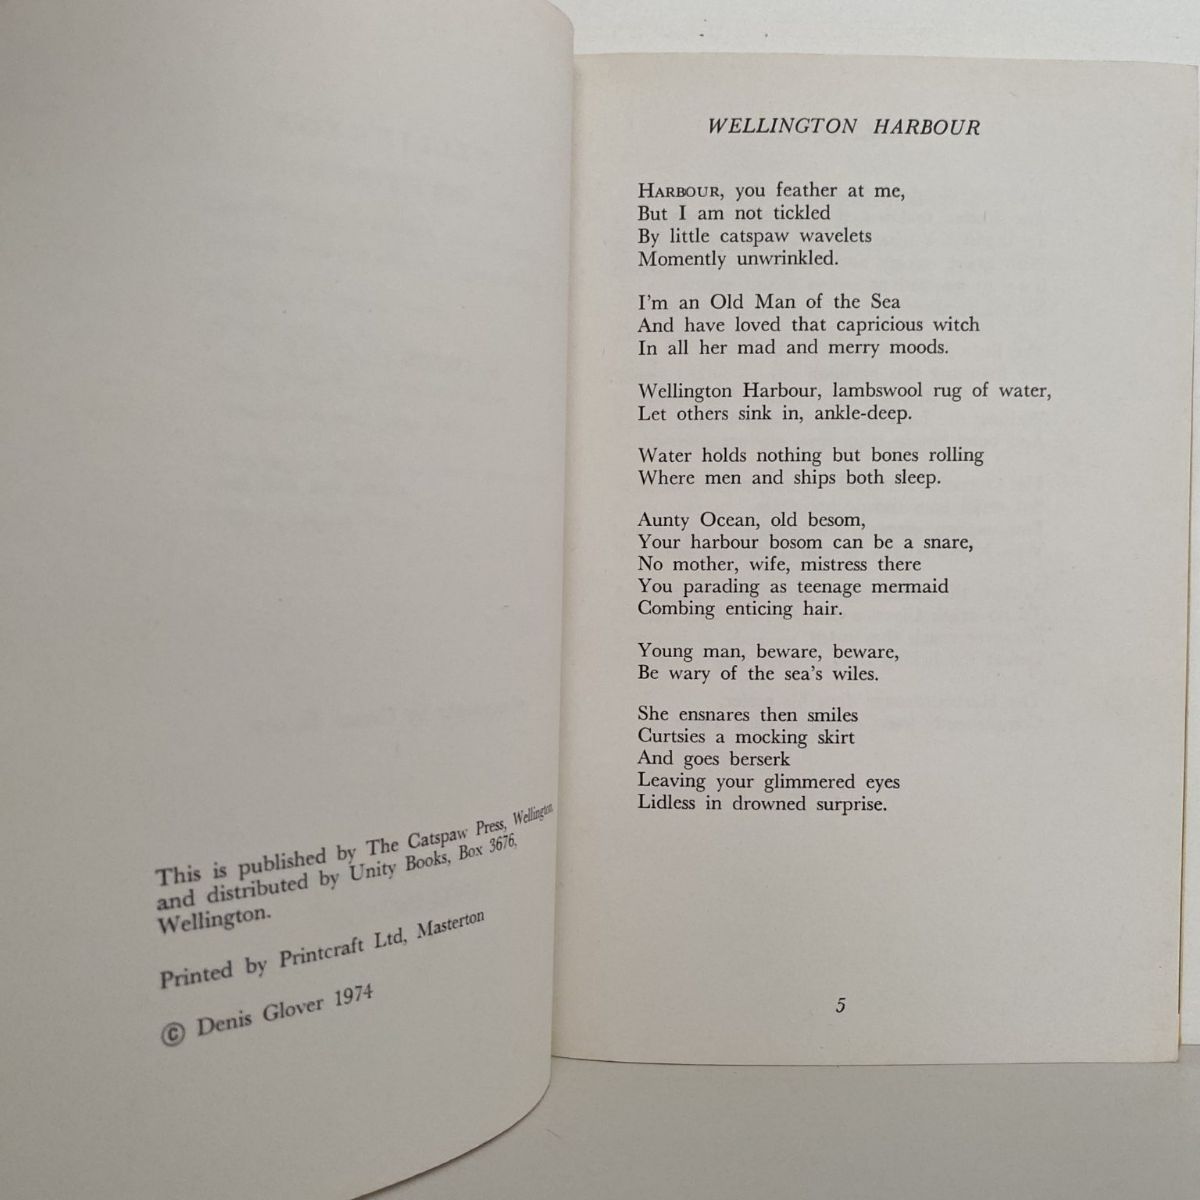 This is published by The Catspaw Press, Wellington
and distributed by Unity Books, Box 3676,
Wellington.
Printed by Printcraft Ltd, Masterton
© Denis Glover 1974
WELLINGTON HARBOUR
HARBOUR, you feather at me,
But I am not tickled
By little catspaw wavelets
Momently unwrinkled.
I'm an Old Man of the Sea
And have loved that capricious witch
In all her mad and merry moods.
Wellington Harbour, lambswool rug of water,
Let others sink in, ankle-deep.
Water holds nothing but bones rolling
Where men and ships both sleep.
Aunty Ocean, old besom,
Your harbour bosom can be a snare,
No mother, wife, mistress there
You parading as teenage mermaid
Combing enticing hair.
Young man, beware, beware,
Be wary of the sea's wiles.
She ensnares then smiles
Curtsies a mocking skirt
And goes berserk
Leaving your glimmered eyes
Lidless in drowned surprise.
5